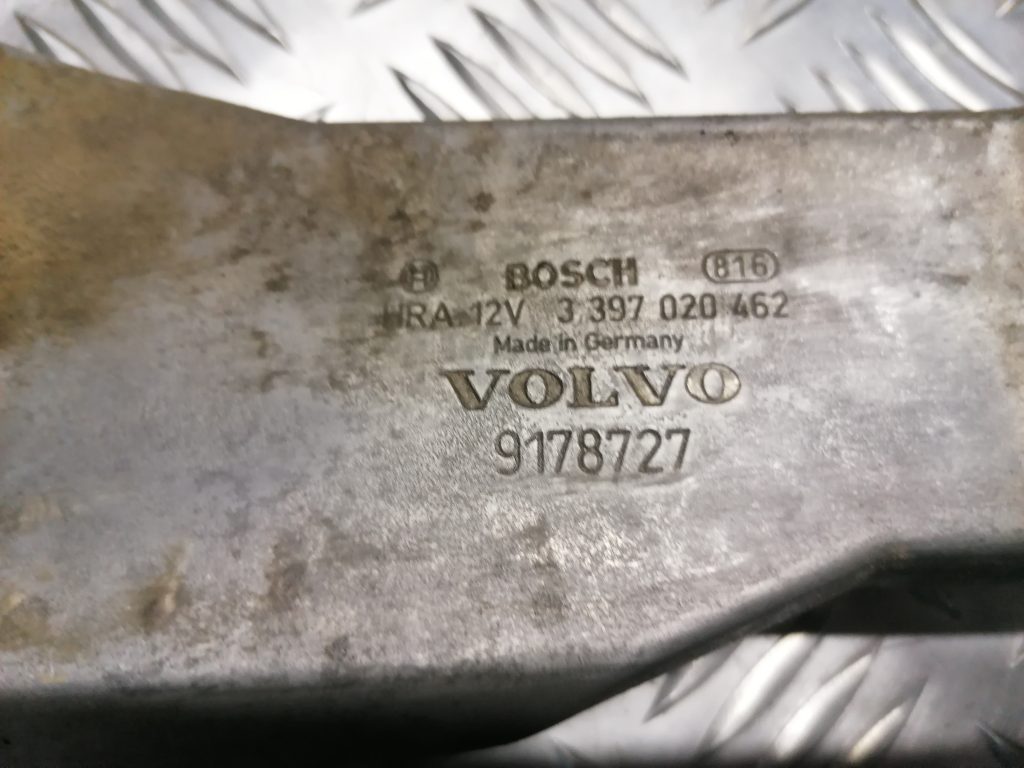 BOSCH 816
HRA 12V 3 397 020 462
Made in Germany
VOLVO
9178727